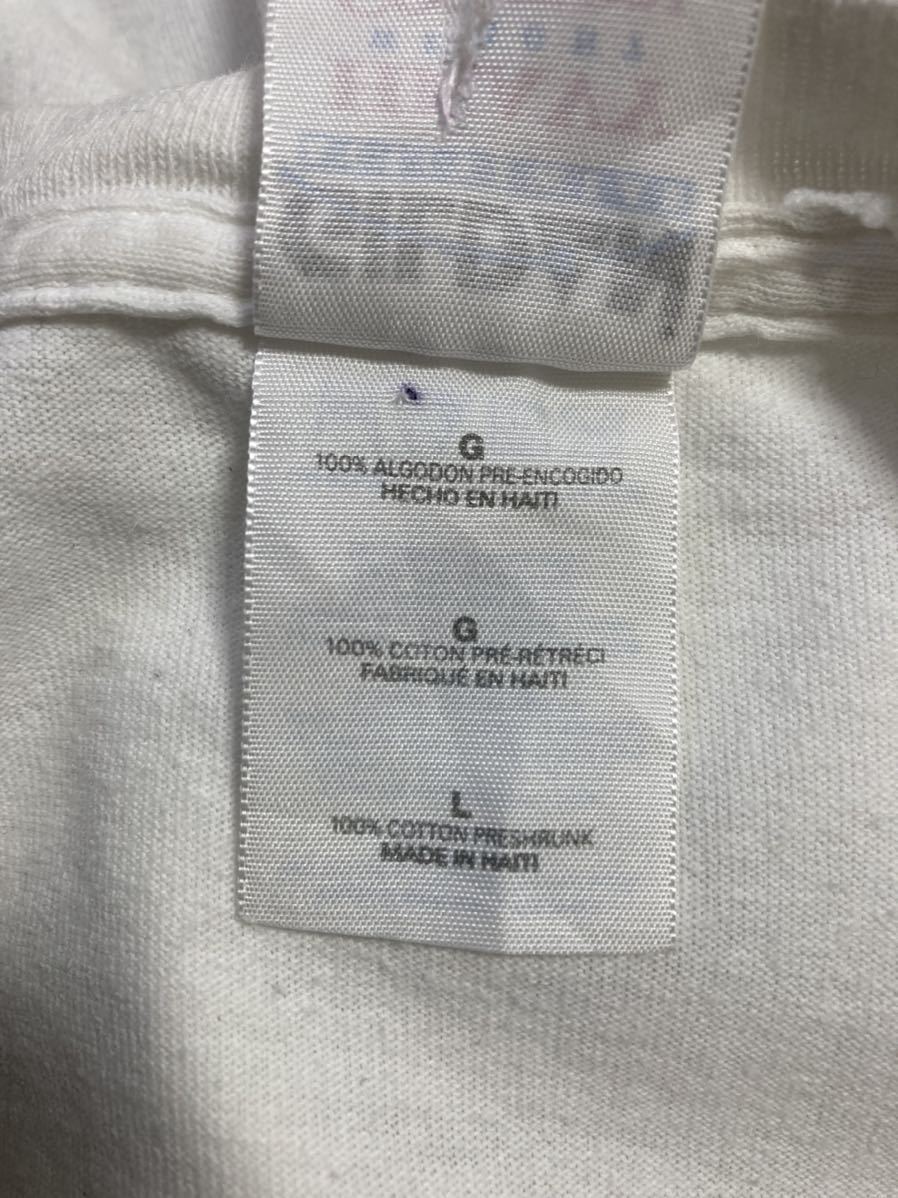 G
100% ALGODON PRE-ENCOGIDO
HECHO EN HAITI
G
100% COTON PRÉ-RÉTRÉCI
FABRIQUÉ EN HAITI
L
100% COTTON PRESHRUNK
MADE IN HAITI